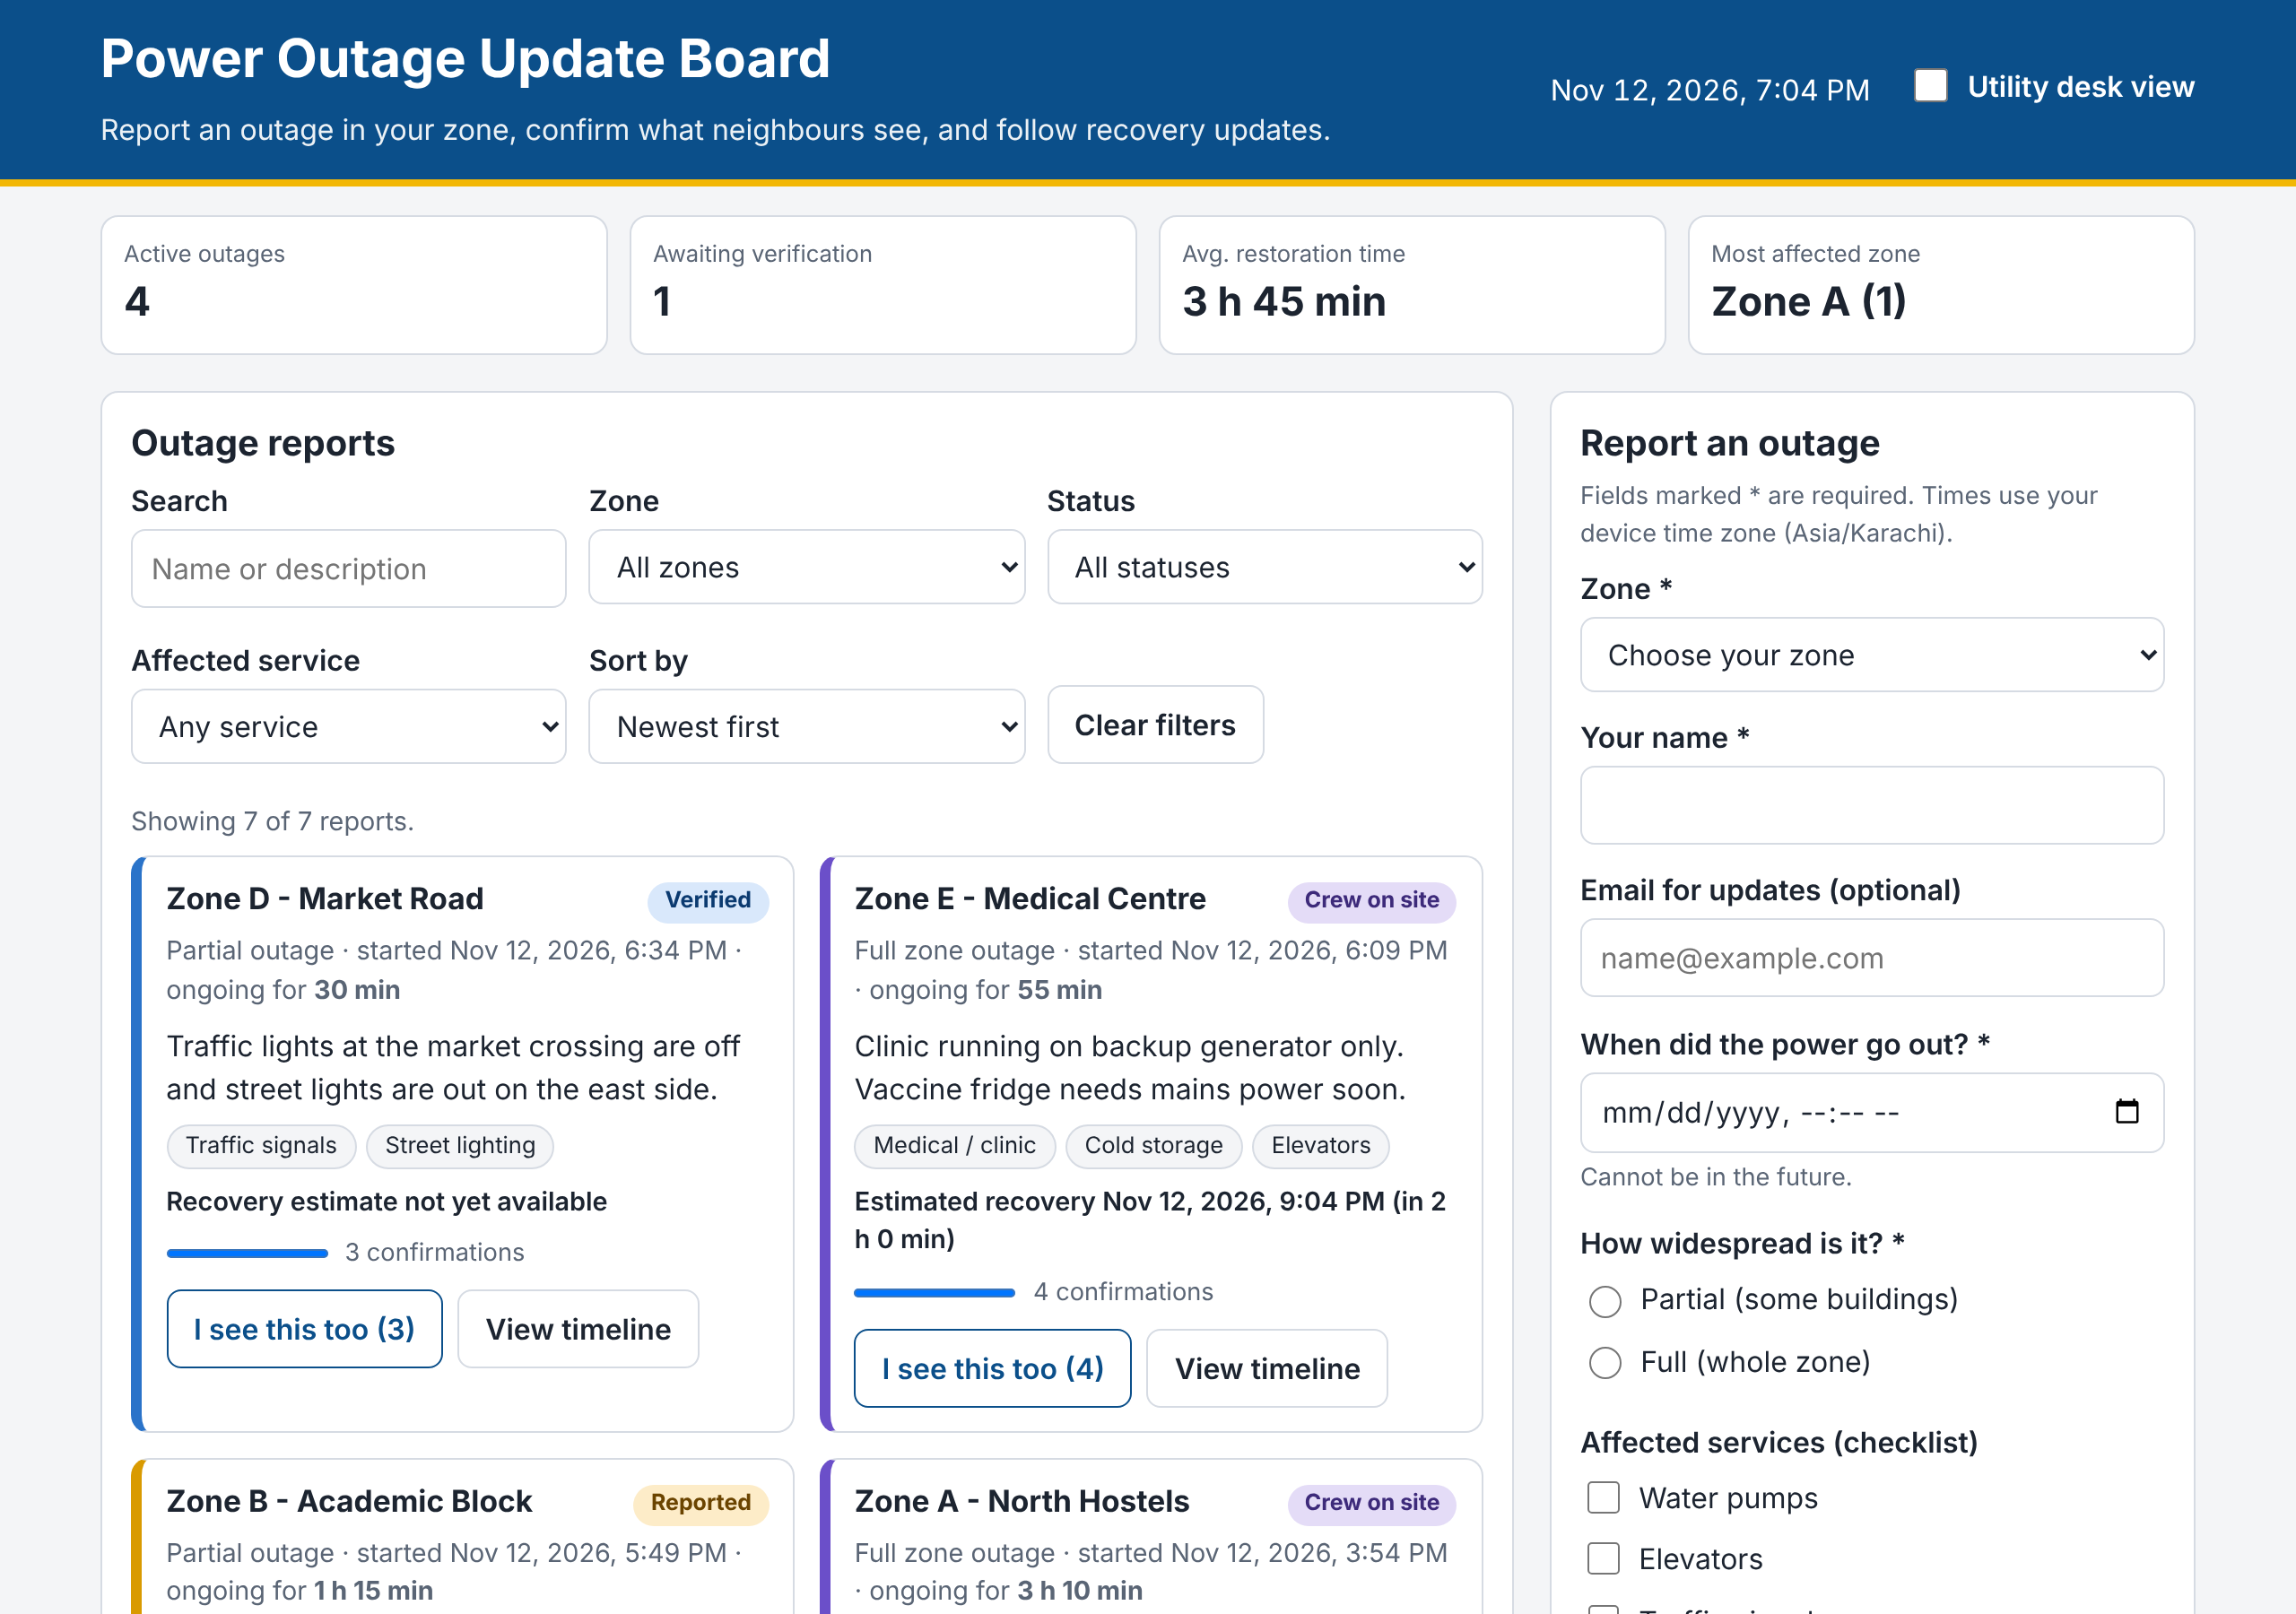 Power Outage Update Board
Report an outage in your zone, confirm what neighbours see, and follow recovery updates.
Nov 12, 2026, 7:04 PM
Utility desk view
Active outages
4
Awaiting verification
1
Avg. restoration time
3 h 45 min
Most affected zone
Zone A (1)
Outage reports
Search
Name or description
Zone
All zones
Status
All statuses
Affected service
Any service
Sort by
Newest first
Clear filters
Showing 7 of 7 reports.
Zone D - Market Road
Verified
Partial outage · started Nov 12, 2026, 6:34 PM ·
ongoing for 30 min
Traffic lights at the market crossing are off
and street lights are out on the east side.
Traffic signals
Street lighting
Recovery estimate not yet available
3 confirmations
I see this too (3)
View timeline
Zone E - Medical Centre
Crew on site
Full zone outage · started Nov 12, 2026, 6:09 PM
· ongoing for 55 min
Clinic running on backup generator only.
Vaccine fridge needs mains power soon.
Medical / clinic
Cold storage
Elevators
Estimated recovery Nov 12, 2026, 9:04 PM (in 2
h 0 min)
4 confirmations
I see this too (4)
View timeline
Zone B - Academic Block
Reported
Partial outage · started Nov 12, 2026, 5:49 PM ·
ongoing for 1 h 15 min
Zone A - North Hostels
Crew on site
Full zone outage · started Nov 12, 2026, 3:54 PM
· ongoing for 3 h 10 min
Report an outage
Fields marked * are required. Times use your
device time zone (Asia/Karachi).
Zone *
Choose your zone
Your name *
Email for updates (optional)
name@example.com
When did the power go out? *
mm/dd/yyyy, --:-- --
Cannot be in the future.
How widespread is it? *
Partial (some buildings)
Full (whole zone)
Affected services (checklist)
Water pumps
Elevators